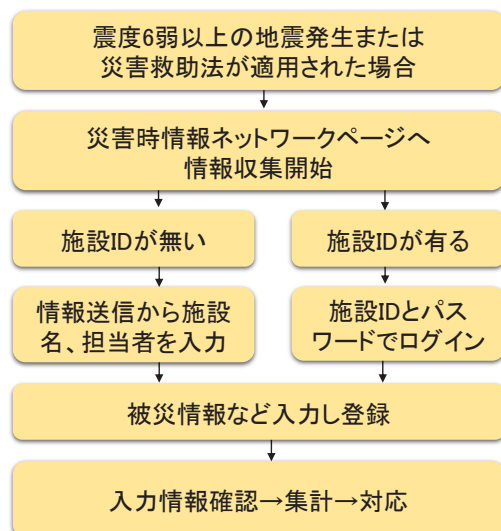 震度6弱以上の地震発生または
災害救助法が適用された場合
災害時情報ネットワークページへ
情報収集開始
施設IDが無い
施設IDが有る
情報送信から施設
名、担当者を入力
施設IDとパス
ワードでログイン
被災情報など入力し登録
入力情報確認→集計→対応